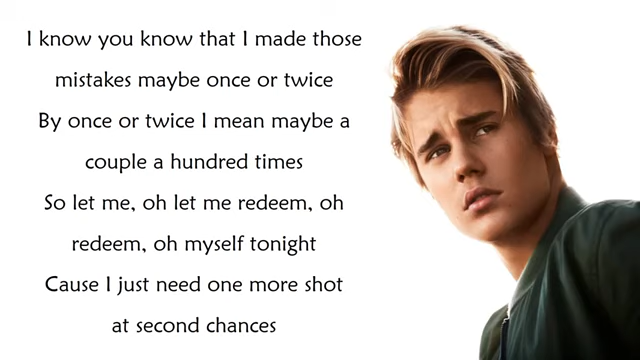 I know you know that I made those
mistakes maybe once or twice
By once or twice I mean maybe a
couple a hundred times
So let me, oh let me redeem, oh
redeem, oh myself tonight
Cause I just need one more shot
at second chances